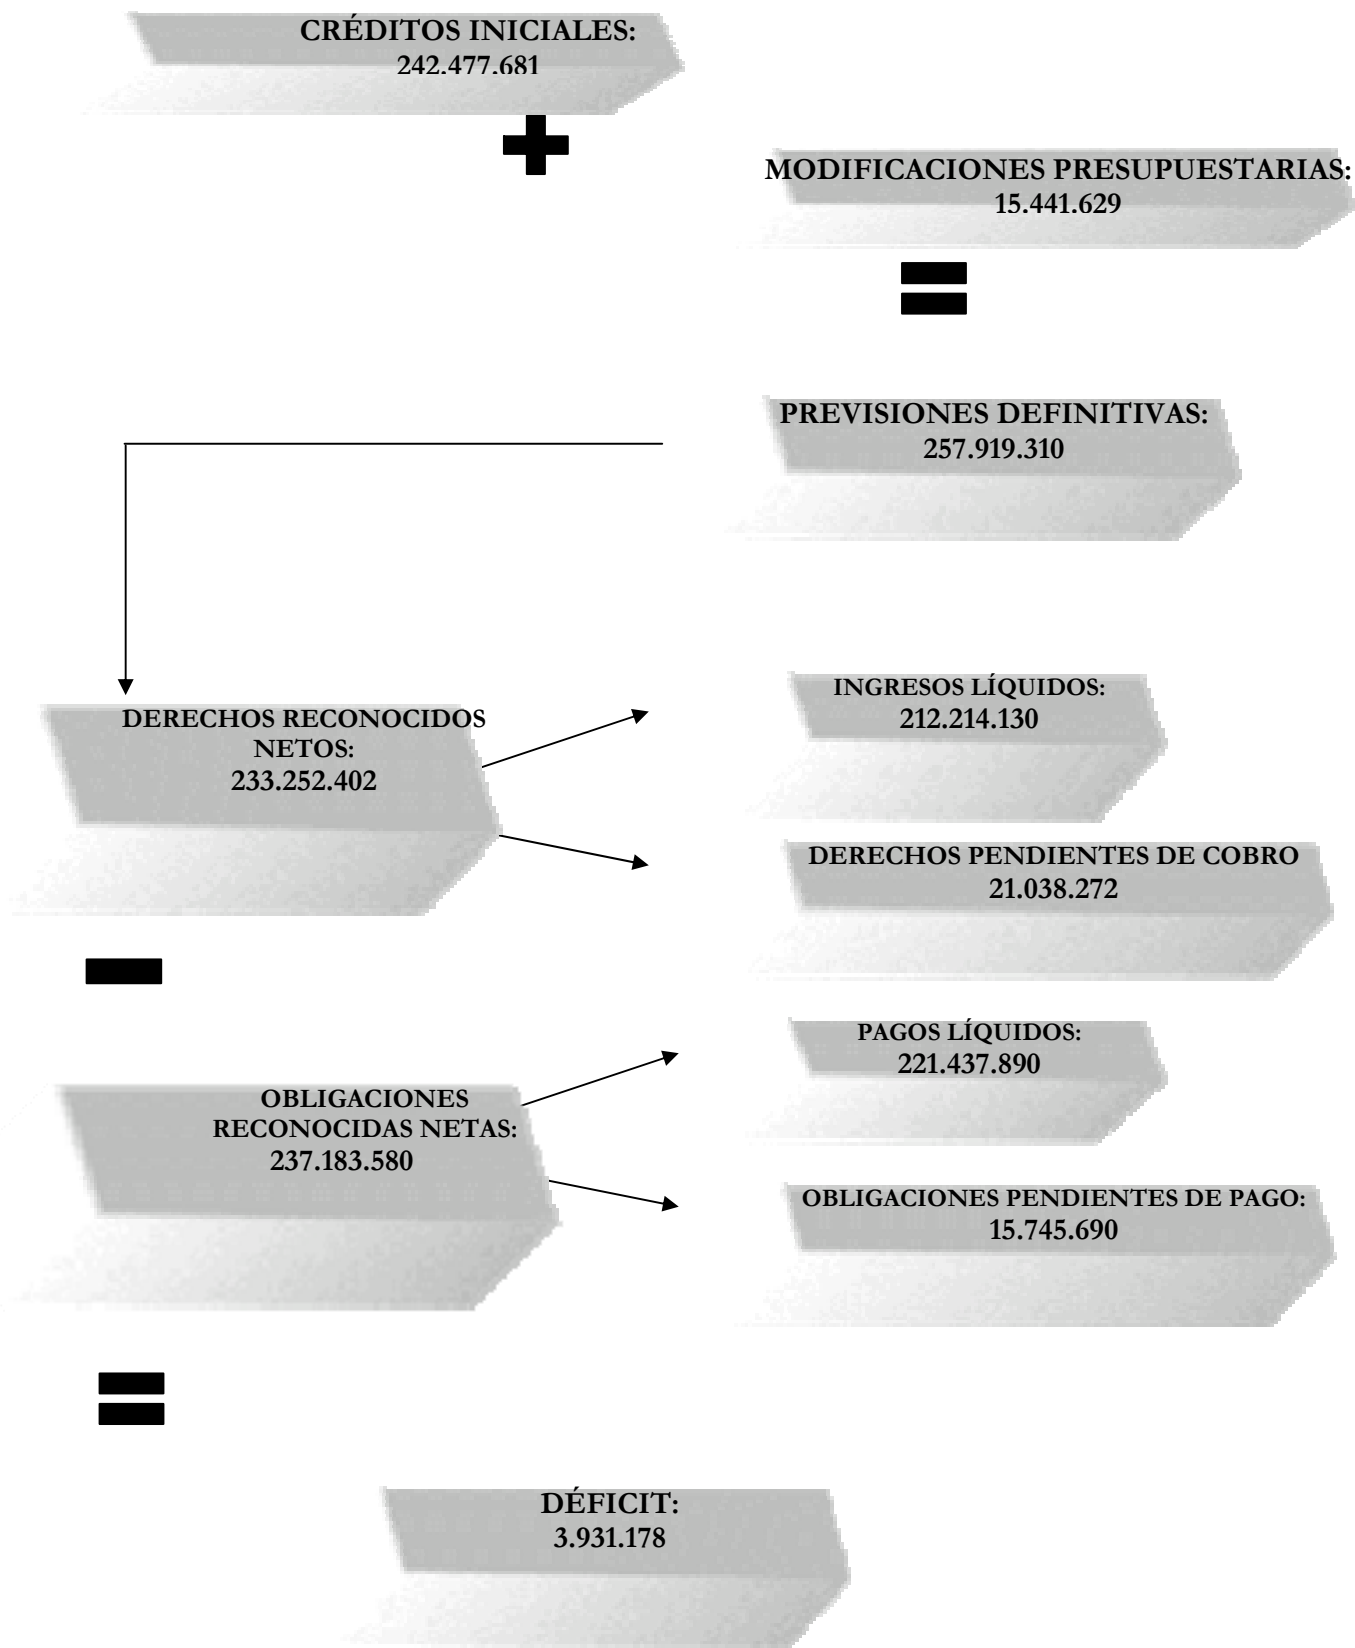 CRÉDITOS INICIALES:
242.477.681
MODIFICACIONES PRESUPUESTARIAS:
15.441.629
PREVISIONES DEFINITIVAS:
257.919.310
DERECHOS RECONOCIDOS
NETOS:
233.252.402
INGRESOS LÍQUIDOS:
212.214.130
DERECHOS PENDIENTES DE COBRO
21.038.272
OBLIGACIONES
RECONOCIDAS NETAS:
237.183.580
PAGOS LÍQUIDOS:
221.437.890
OBLIGACIONES PENDIENTES DE PAGO:
15.745.690
DÉFICIT:
3.931.178